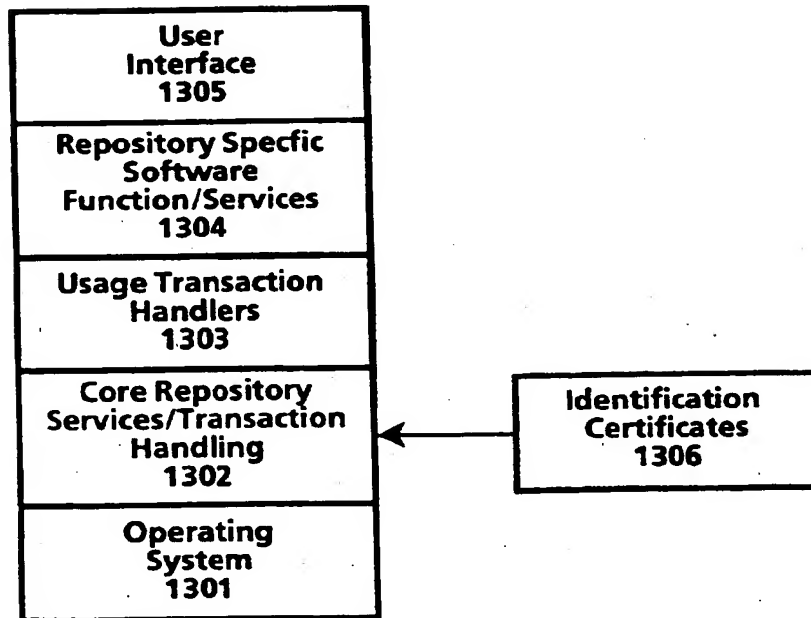 User
Interface
1305
Repository Specfic
Software
Function/Services
1304
Usage Transaction
Handlers
1303
Core Repository
Services/Transaction
Handling
1302
Operating
System
1301
Identification
Certificates
1306